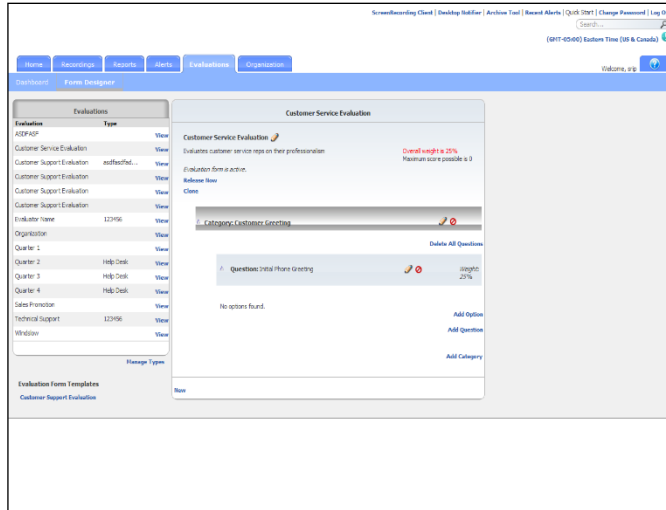 ScreenRecording Client | Desktop Notifier | Archive Tool | Recent Alerts | Quick Start | Change Password | Log O
Search...
(GMT-05:00) Eastern Time (US & Canada)
Home Recordings Reports Alerts Evaluations Organization
Welcome, srip
Dashboard Form Designer
Evaluations
Evaluation Type
ASDFASF View
Customer Service Evaluation View
Customer Support Evaluation asdfasdfed... View
Customer Support Evaluation View
Customer Support Evaluation View
Customer Support Evaluation View
Evaluator Name 123456 View
Organization View
Quarter 1 View
Quarter 2 Help Desk View
Quarter 3 Help Desk View
Quarter 4 Help Desk View
Sales Promotion View
Technical Support 123456 View
Windslow View
Manage Types
Evaluation Form Templates
Customer Support Evaluation
Customer Service Evaluation
Customer Service Evaluation
Evaluates customer service reps on their professionalism
Overall weight is 25%
Maximum score possible is 0
Evaluation form is active.
Release Now
Clone
Category: Customer Greeting
Delete All Questions
Question: Initial Phone Greeting
Weight:
25%
No options found.
Add Option
Add Question
Add Category
New